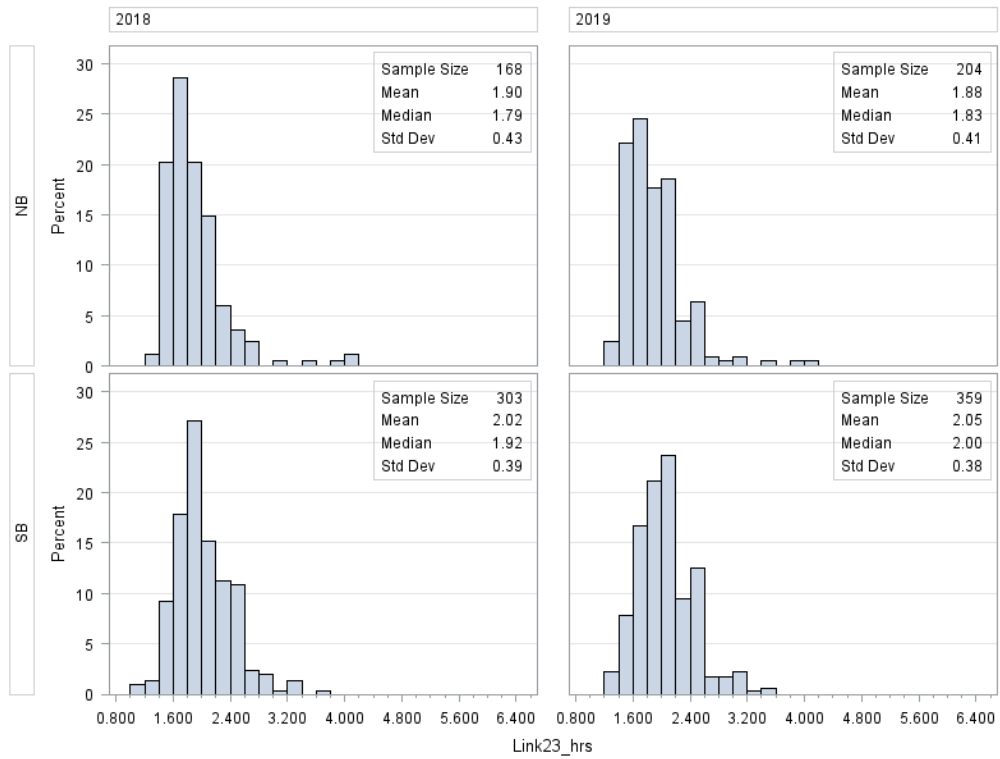 2018
2019
NB
Percent
30
25
20
15
10
5
0
Sample Size 168
Mean 1.90
Median 1.79
Std Dev 0.43
Sample Size 204
Mean 1.88
Median 1.83
Std Dev 0.41
SB
Percent
30
25
20
15
10
5
0
Sample Size 303
Mean 2.02
Median 1.92
Std Dev 0.39
Sample Size 359
Mean 2.05
Median 2.00
Std Dev 0.38
0.800 1.600 2.400 3.200 4.000 4.800 5.600 6.400
0.800 1.600 2.400 3.200 4.000 4.800 5.600 6.400
Link23_hrs